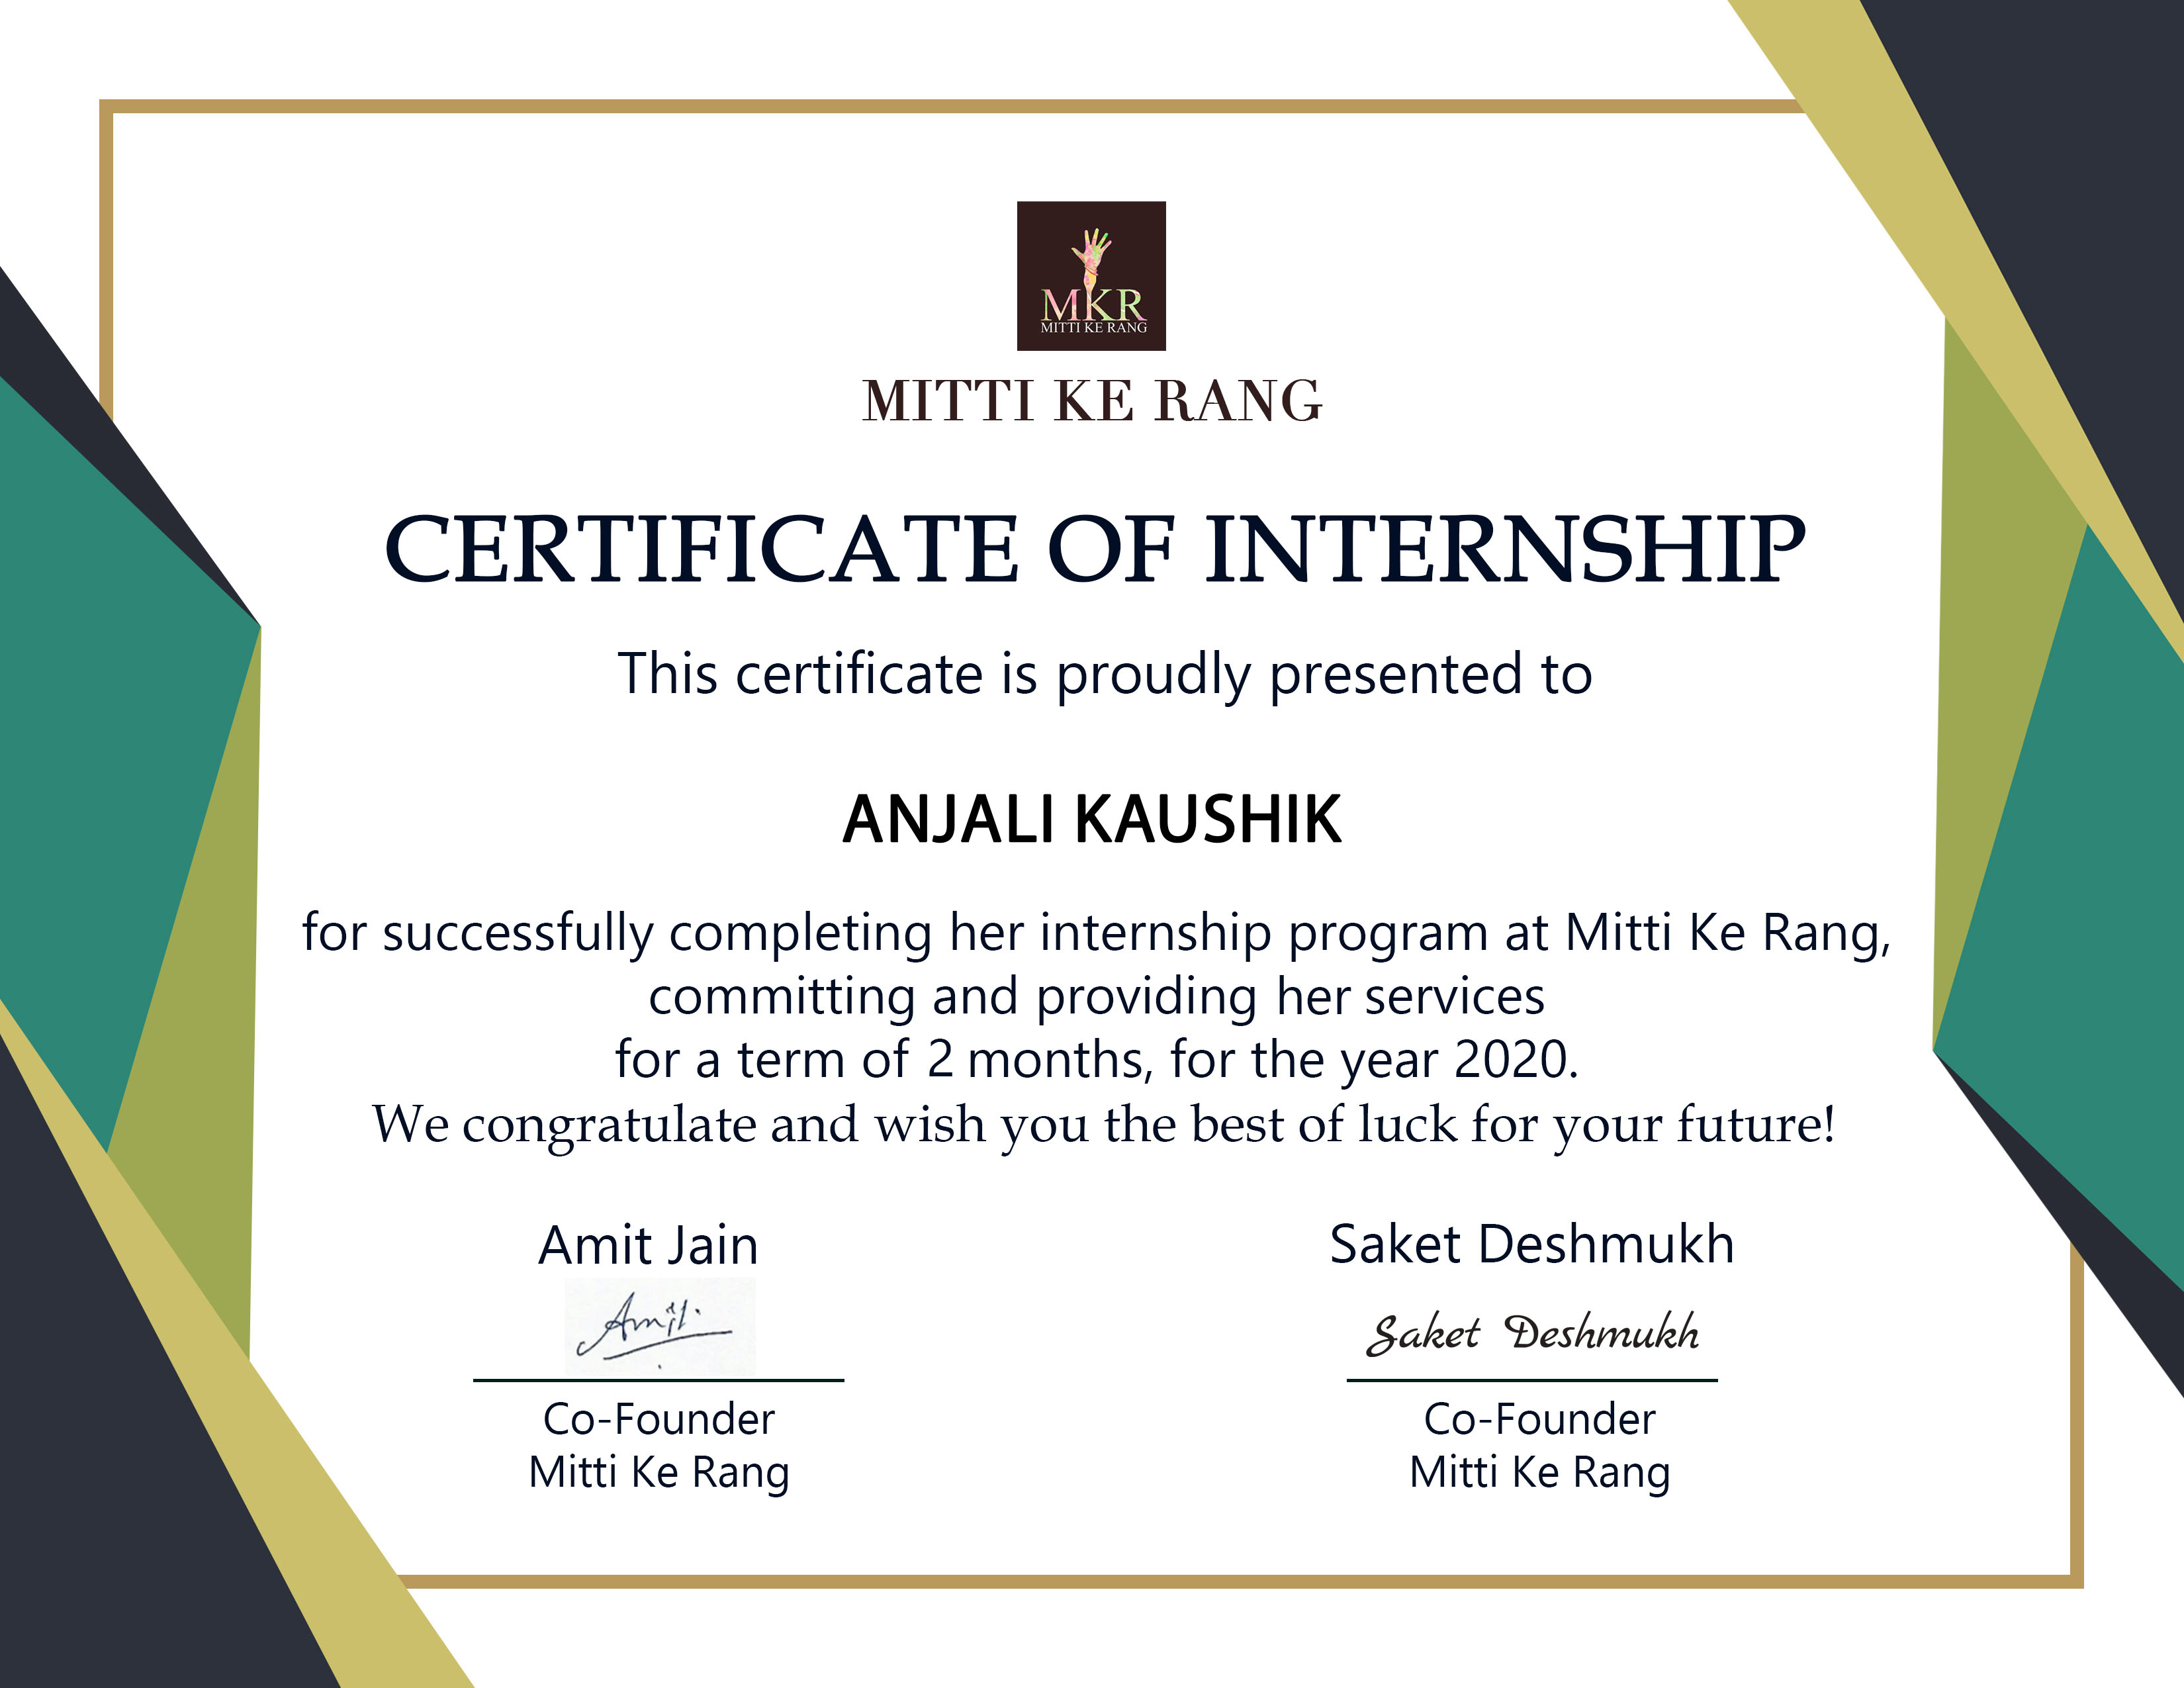 MKR
MITTI KE RANG
MITTI KE RANG
CERTIFICATE OF INTERNSHIP
This certificate is proudly presented to
ANJALI KAUSHIK
for successfully completing her internship program at Mitti Ke Rang,
committing and providing her services
for a term of 2 months, for the year 2020.
We congratulate and wish you the best of luck for your future!
Amit Jain
Amit
Co-Founder
Mitti Ke Rang
Saket Deshmukh
Saket Deshmukh
Co-Founder
Mitti Ke Rang